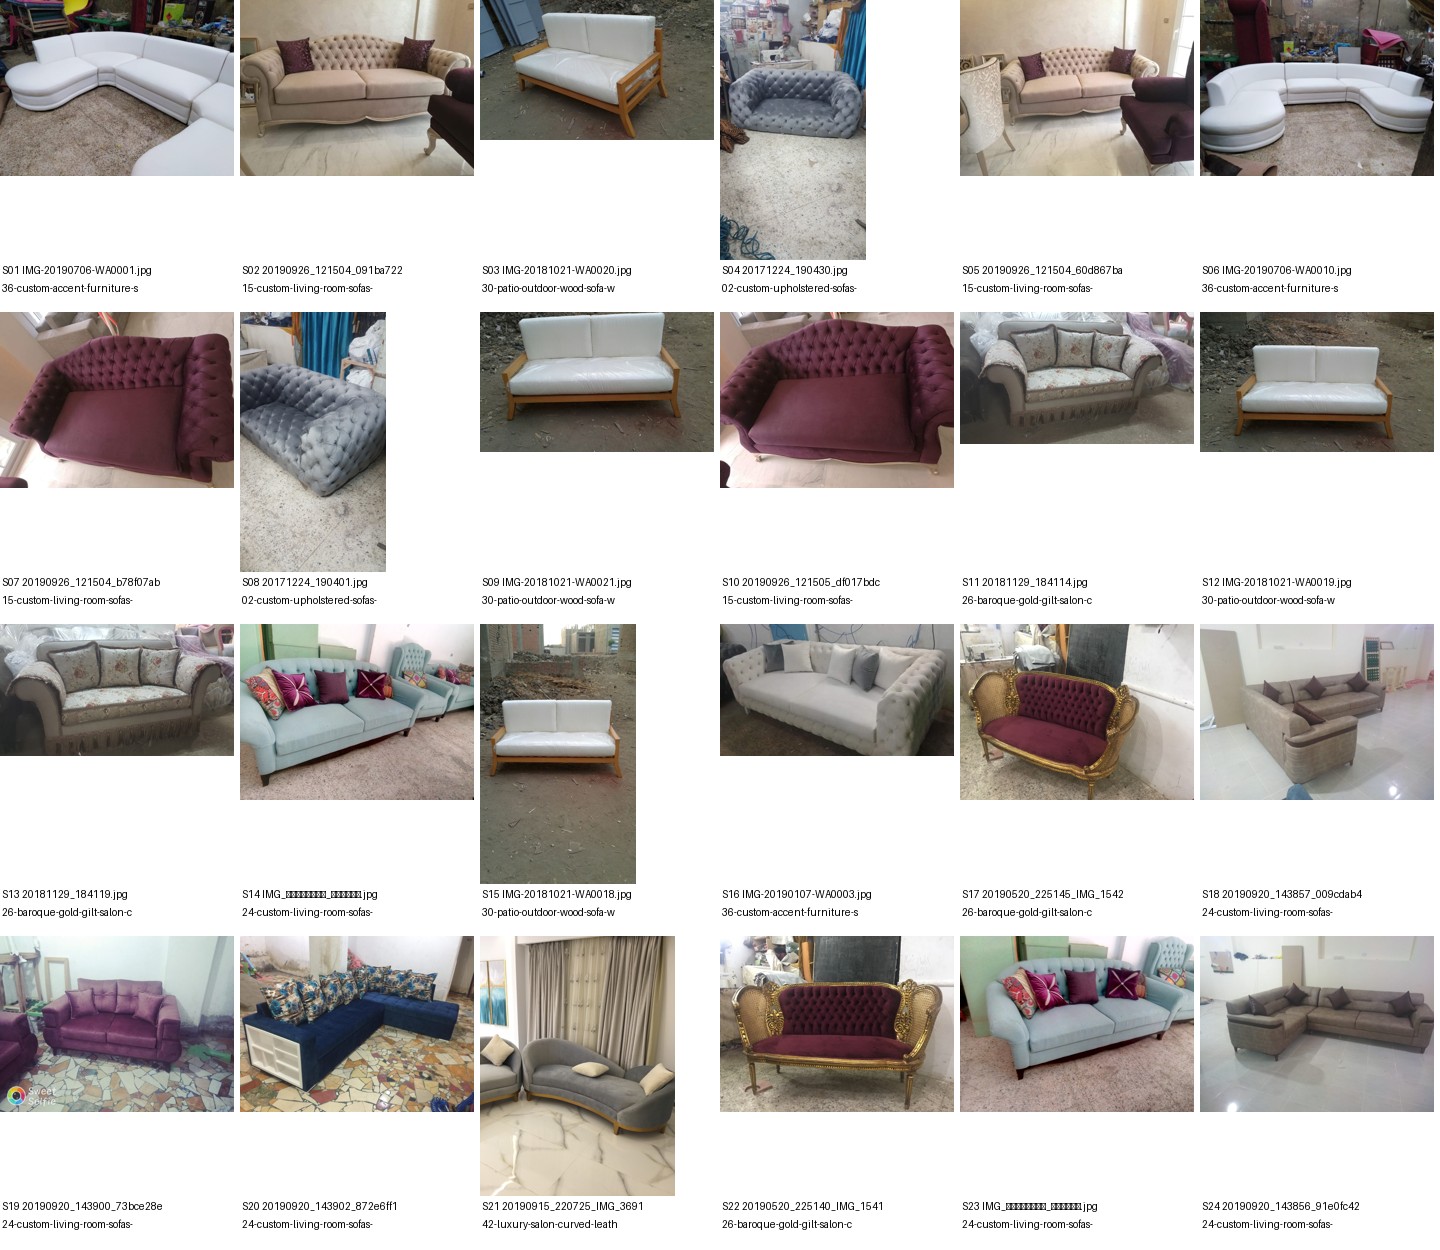 S01 IMG-20190706-WA0001.jpg
36-custom-accent-furniture-s
S02 20190926_121504_091ba722
15-custom-living-room-sofas-
S03 IMG-20181021-WA0020.jpg
30-patio-outdoor-wood-sofa-w
S04 20171224_190430.jpg
02-custom-upholstered-sofas-
S05 20190926_121504_60d867ba
15-custom-living-room-sofas-
S06 IMG-20190706-WA0010.jpg
36-custom-accent-furniture-s
S07 20190926_121504_b78f07ab
15-custom-living-room-sofas-
S08 20171224_190401.jpg
02-custom-upholstered-sofas-
S09 IMG-20181021-WA0021.jpg
30-patio-outdoor-wood-sofa-w
S10 20190926_121505_df017bdc
15-custom-living-room-sofas-
S11 20181129_184114.jpg
26-baroque-gold-gilt-salon-c
S12 IMG-20181021-WA0019.jpg
30-patio-outdoor-wood-sofa-w
S13 20181129_184119.jpg
26-baroque-gold-gilt-salon-c
S14 IMG_▯▯▯▯▯▯▯▯_▯▯▯▯▯▯.jpg
24-custom-living-room-sofas-
S15 IMG-20181021-WA0018.jpg
30-patio-outdoor-wood-sofa-w
S16 IMG-20190107-WA0003.jpg
36-custom-accent-furniture-s
S17 20190520_225145_IMG_1542
26-baroque-gold-gilt-salon-c
S18 20190920_143857_009cdab4
24-custom-living-room-sofas-
Sweet
Selfie
S19 20190920_143900_73bce28e
24-custom-living-room-sofas-
S20 20190920_143902_872e6ff1
24-custom-living-room-sofas-
S21 20190915_220725_IMG_3691
42-luxury-salon-curved-leath
S22 20190520_225140_IMG_1541
26-baroque-gold-gilt-salon-c
S23 IMG_▯▯▯▯▯▯▯▯_▯▯▯▯▯▯.jpg
24-custom-living-room-sofas-
S24 20190920_143856_91e0fc42
24-custom-living-room-sofas-